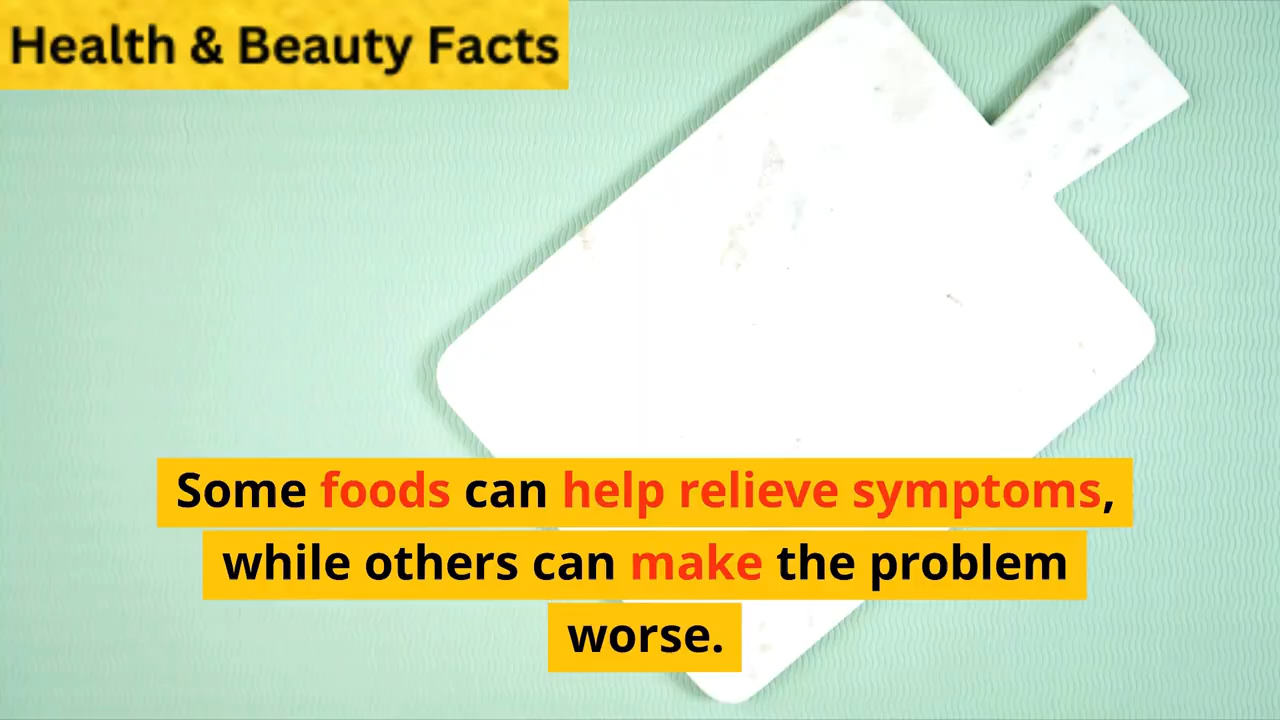 Health & Beauty Facts
Some foods can help relieve symptoms,
while others can make the problem
worse.